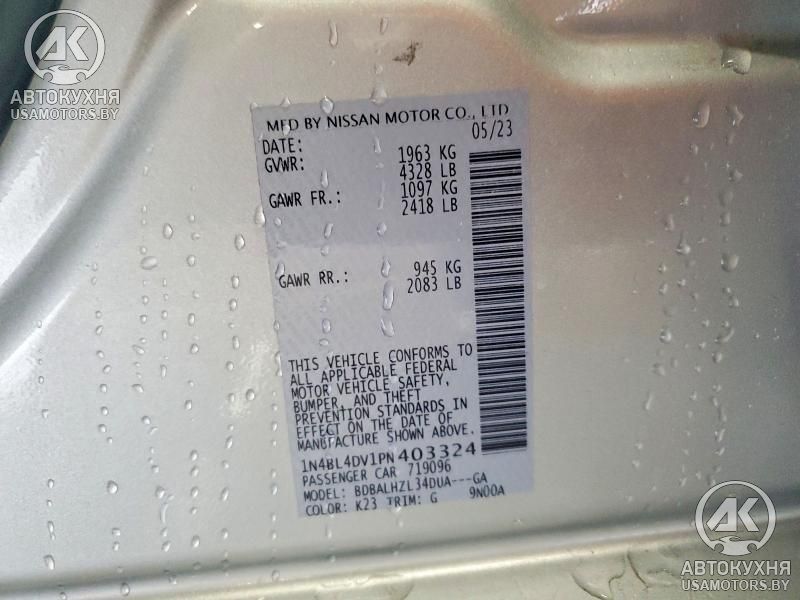 AK
АВТОКУХНЯ
USAMOTORS.BY
MFD BY NISSAN MOTOR CO., LTD
DATE: 05/23
GVWR: 1963 KG
4328 LB
GAWR FR.: 1097 KG
2418 LB
GAWR RR.: 945 KG
2083 LB
THIS VEHICLE CONFORMS TO
ALL APPLICABLE FEDERAL
MOTOR VEHICLE SAFETY,
BUMPER, AND THEFT
PREVENTION STANDARDS IN
EFFECT ON THE DATE OF
MANUFACTURE SHOWN ABOVE.
1N4BL4DV1PN403324
PASSENGER CAR 719096
MODEL: BDBALHZL34DUA---GA
COLOR: K23 TRIM: G 9N00A
AK
АВТОКУХНЯ
USAMOTORS.BY